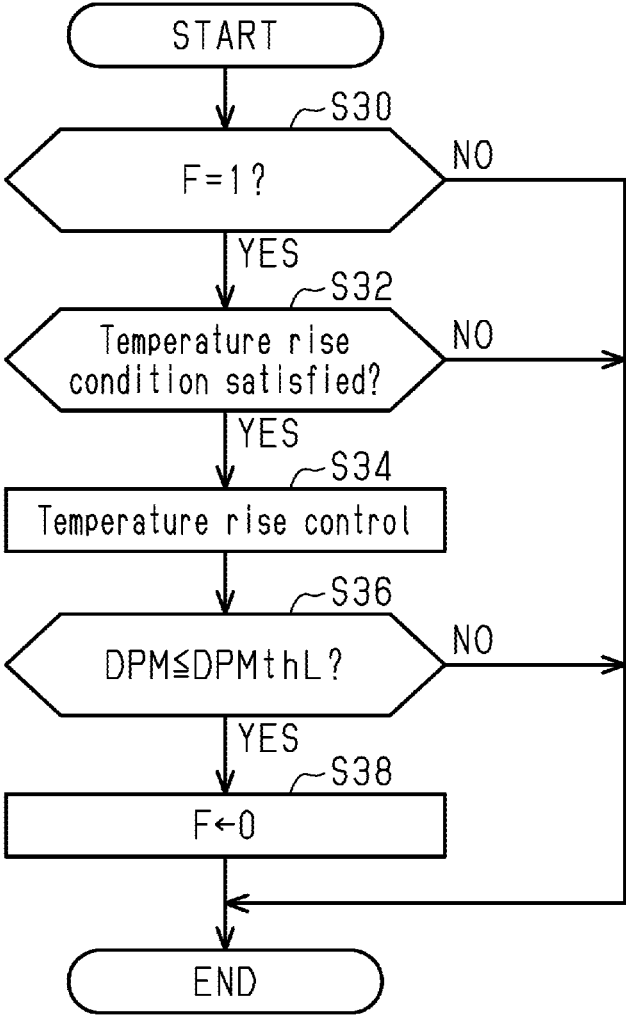 START
S30
F=1?
NO
YES
S32
Temperature rise
condition satisfied?
NO
YES
S34
Temperature rise control
S36
DPM≦DPMthL?
NO
YES
S38
F←0
END